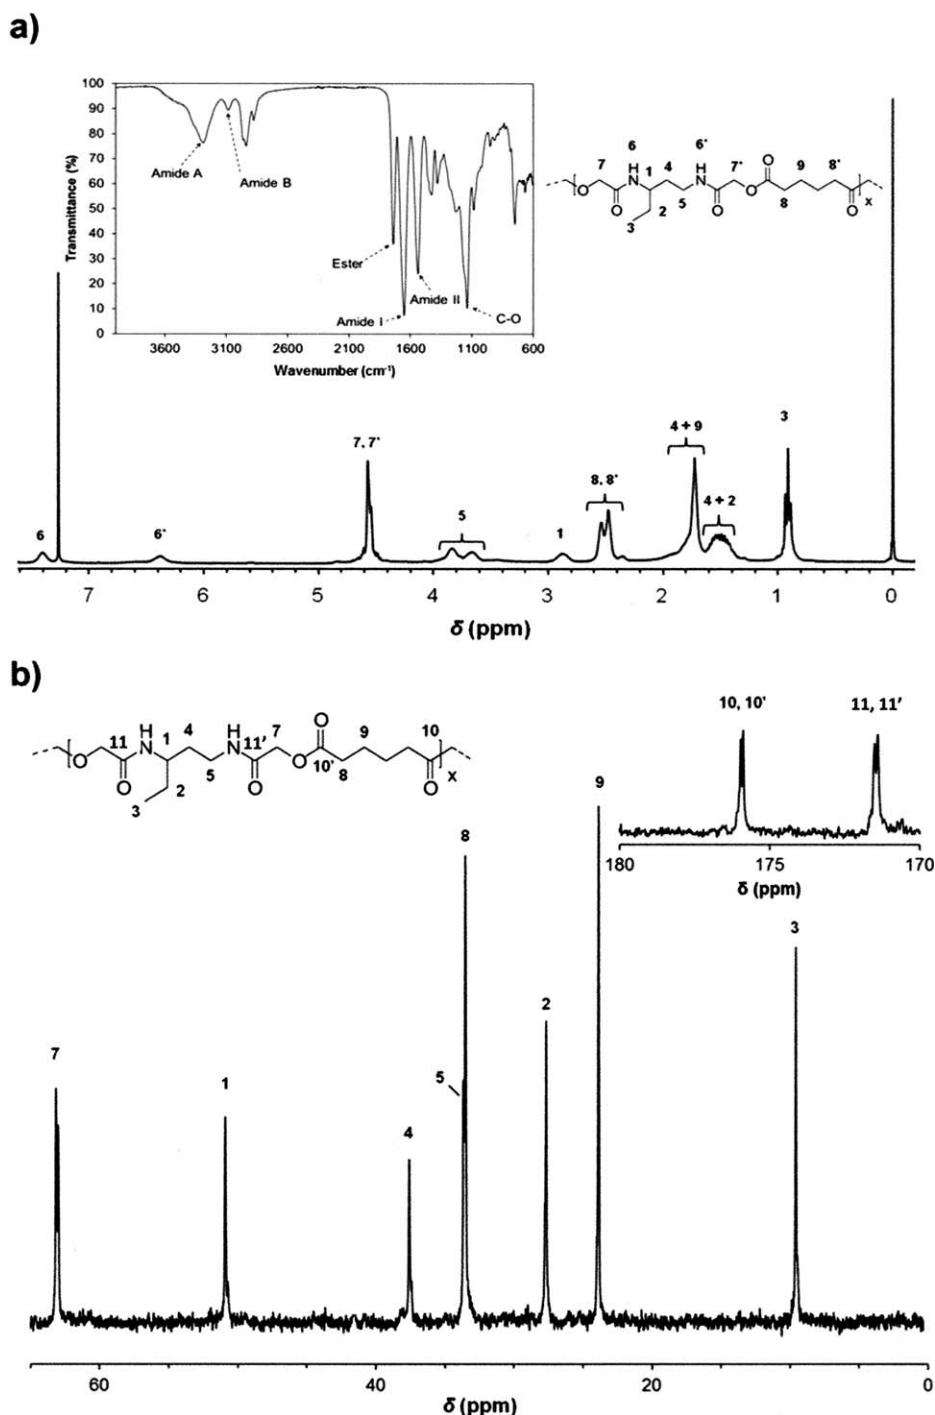 a)
100
90
80
70
60
50
40
30
20
10
0
Transmittance (%)
Amide A
Amide B
Ester
Amide I
Amide II
C-O
3600 3100 2600 2100 1600 1100 600
Wavenumber (cm⁻¹)
6 6' 7 H 1 4 H 7' O 9 8'
O N N O
O 2 5 O 8 O x
3
6 6' 7, 7' 5 1 8, 8' 4 + 9 4 + 2 3
7 6 5 4 3 2 1 0
δ (ppm)
b)
H 4 H 7 O 9 10
11 N 1 N 11'
O O 10' 8
O 2 5 O O x
3
10, 10' 11, 11'
180 175 170
δ (ppm)
7 1 4 5 8 2 9 3
60 40 20 0
δ (ppm)